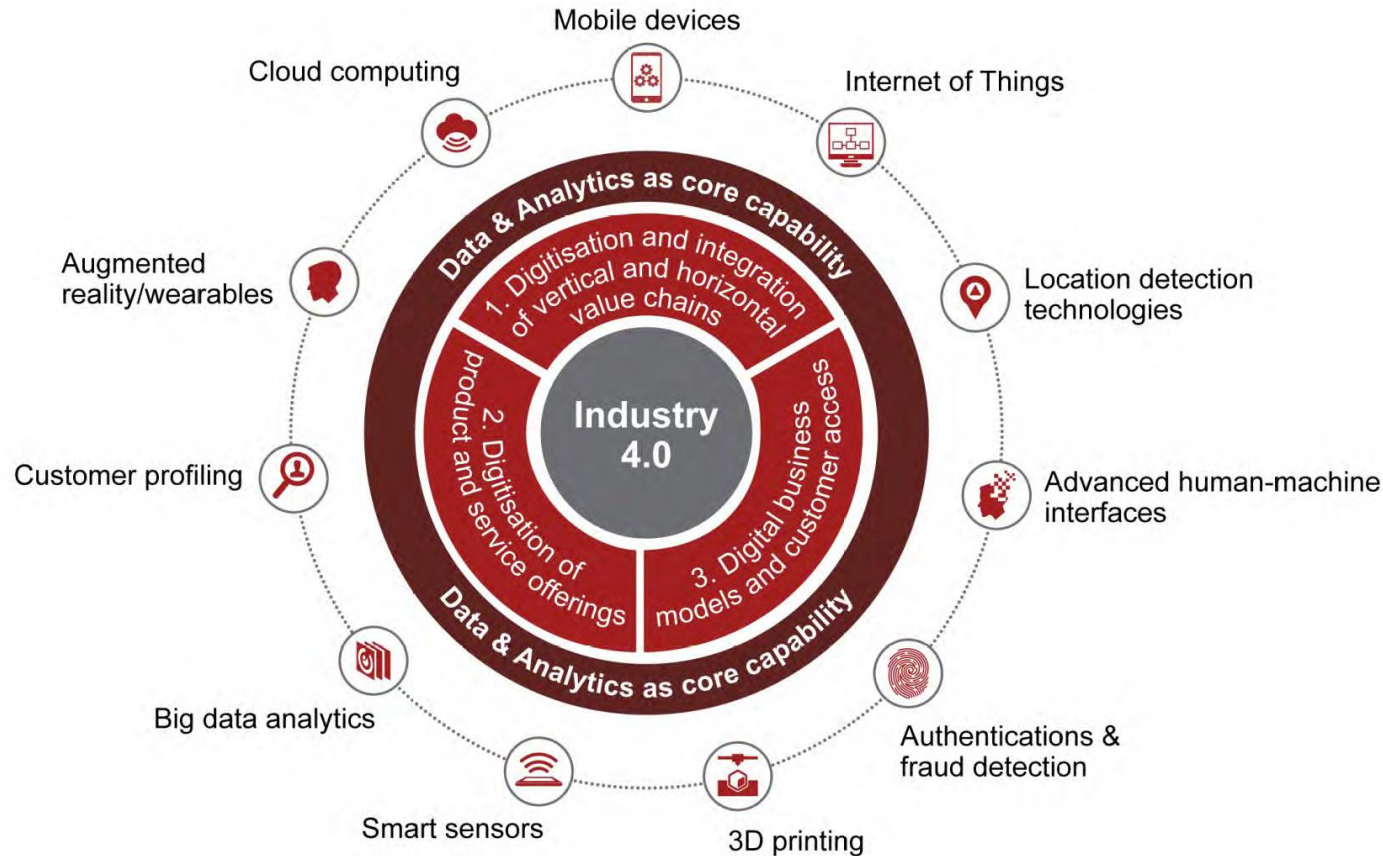 Mobile devices
Cloud computing
Internet of Things
Augmented
reality/wearables
Location detection
technologies
Customer profiling
Advanced human-machine
interfaces
Big data analytics
Authentications &
fraud detection
Smart sensors
3D printing
Data & Analytics as core capability
1. Digitisation and integration
of vertical and horizontal
value chains
2. Digitisation of
product and service offerings
3. Digital business
models and customer access
Industry
4.0
Data & Analytics as core capability